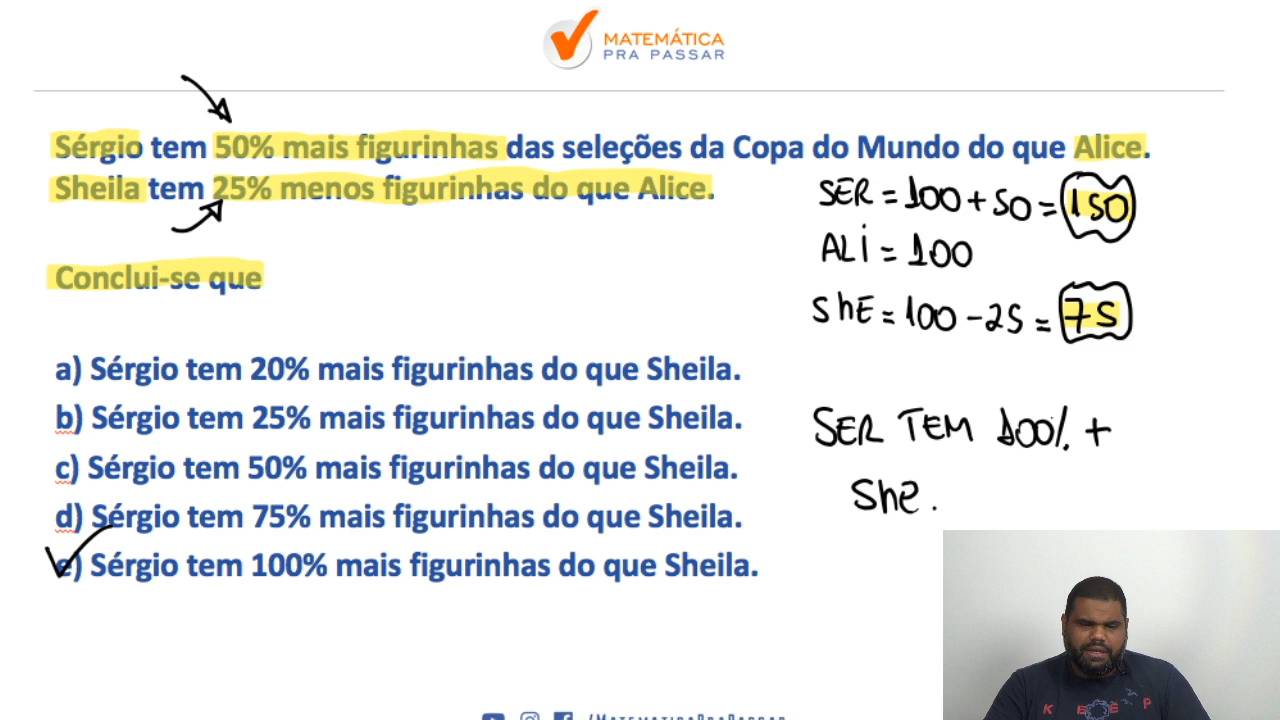 MATEMÁTICA
PRA PASSAR
Sérgio tem 50% mais figurinhas das seleções da Copa do Mundo do que Alice.
Sheila tem 25% menos figurinhas do que Alice.
SER = 100 + 50 = 150
ALI = 100
ShE = 100 - 25 = 75
Conclui-se que
a) Sérgio tem 20% mais figurinhas do que Sheila.
b) Sérgio tem 25% mais figurinhas do que Sheila.
c) Sérgio tem 50% mais figurinhas do que Sheila.
d) Sérgio tem 75% mais figurinhas do que Sheila.
e) Sérgio tem 100% mais figurinhas do que Sheila.
SER TEM 100% +
She.
KEEP
/MATEMATICAPRAPASSAR